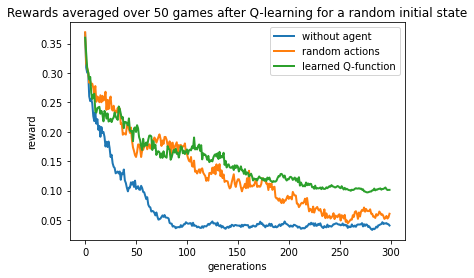 Rewards averaged over 50 games after Q-learning for a random initial state
without agent
random actions
learned Q-function
reward
0.35
0.30
0.25
0.20
0.15
0.10
0.05
0 50 100 150 200 250 300
generations